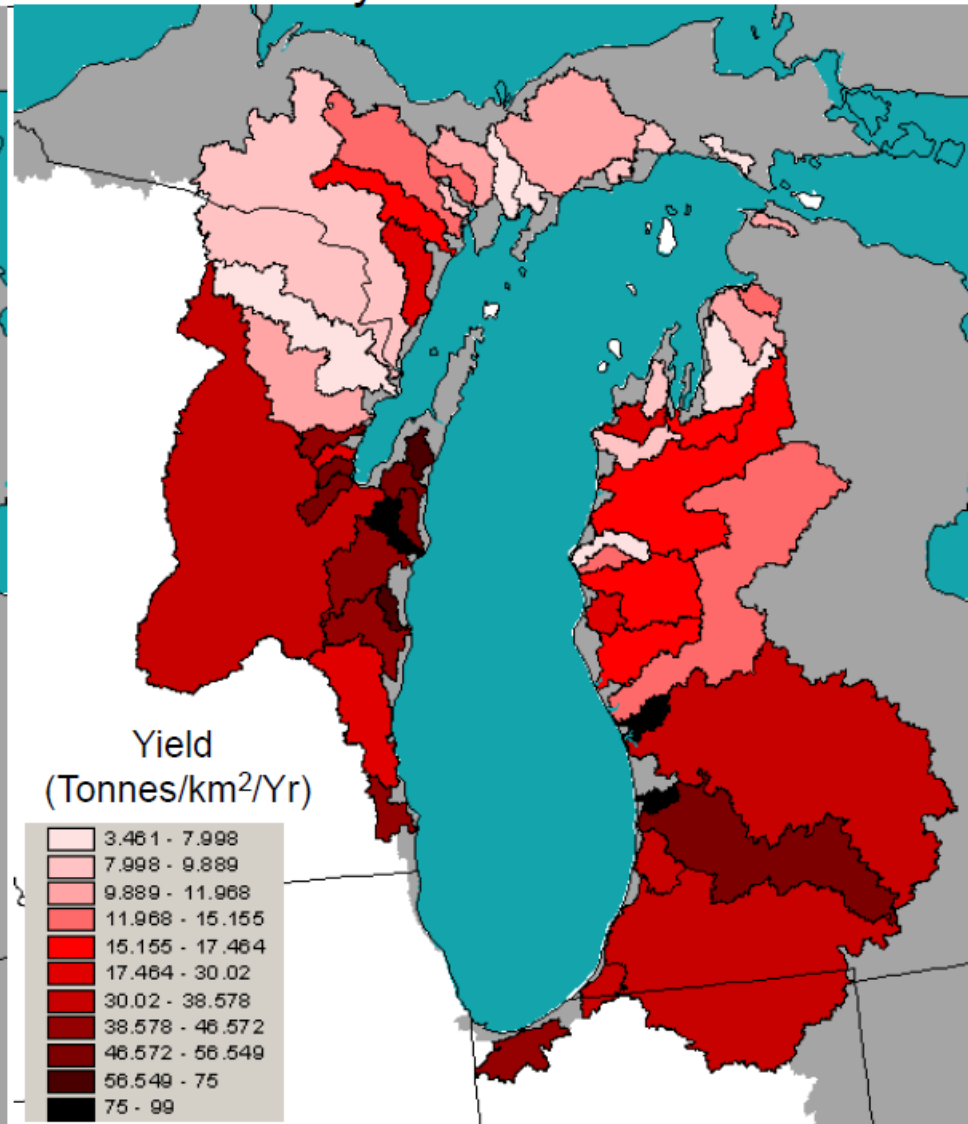 Yield
(Tonnes/km²/Yr)
3.461 - 7.998
7.998 - 9.889
9.889 - 11.968
11.968 - 15.155
15.155 - 17.464
17.464 - 30.02
30.02 - 38.578
38.578 - 46.572
46.572 - 56.549
56.549 - 75
75 - 99